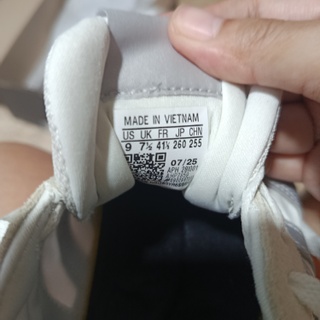 MADE IN VIETNAM
US UK FR JP CHN
9 7½ 41⅓ 260 255
07/25